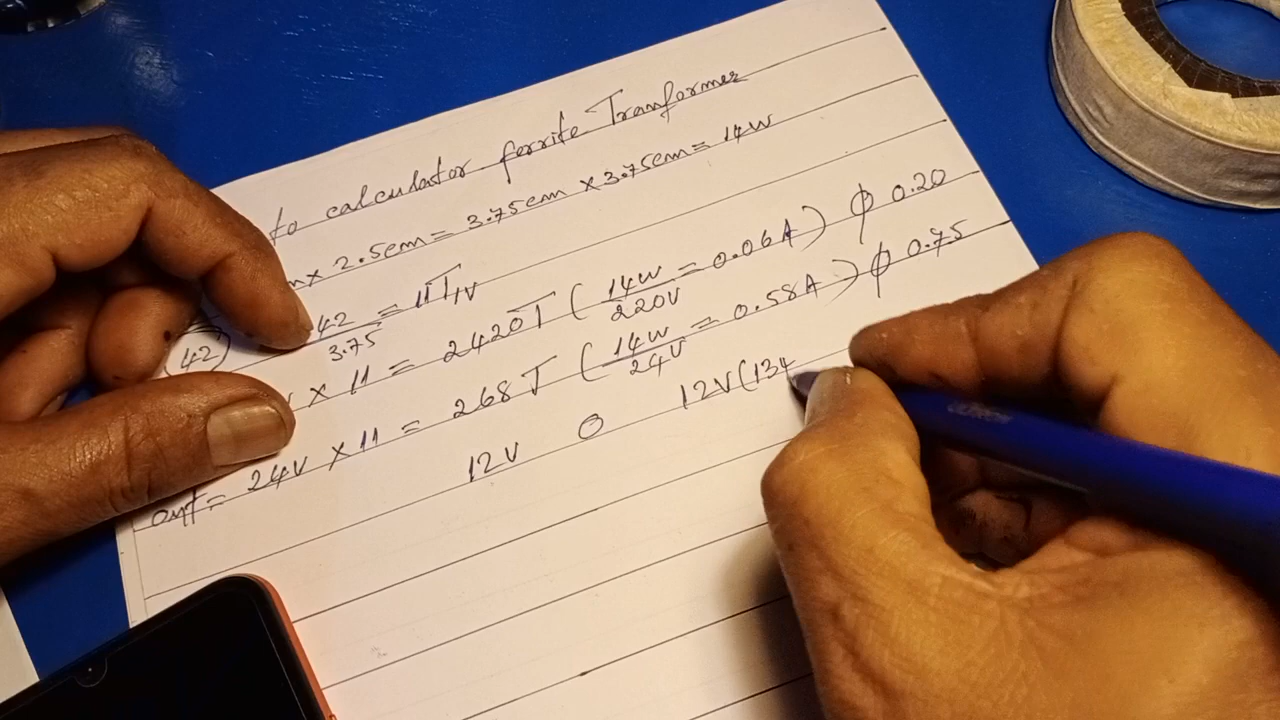 to calculator ferrite Tranformer
x 2.5cm = 3.75cm x 3.75cm = 14W
42 42/3.75 = 11T/1V
x 11 = 2420T (14W/220V = 0.06A) ϕ 0.20
out = 24V x 11 = 268T (14W/24V = 0.58A) ϕ 0.75
12V 0 12V(134